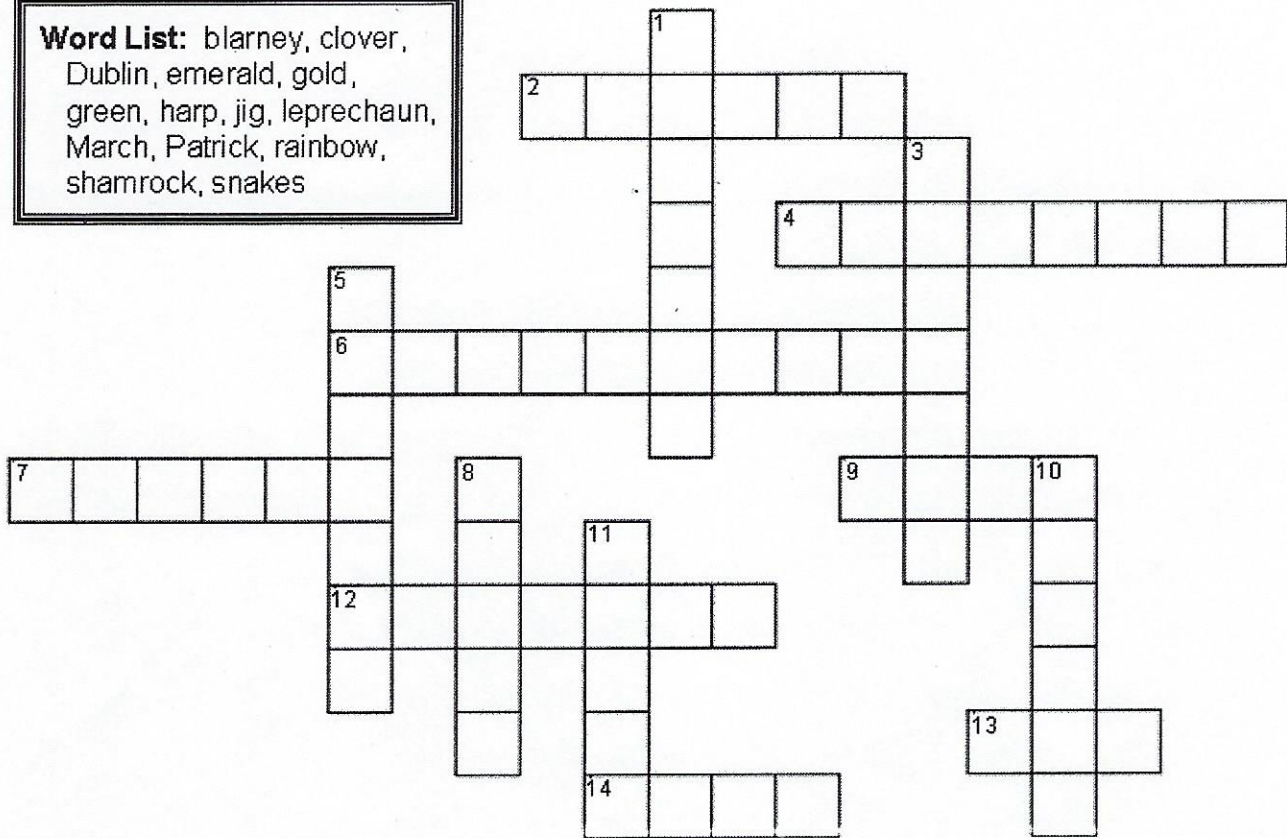 Word List: blarney, clover,
Dublin, emerald, gold,
green, harp, jig, leprechaun,
March, Patrick, rainbow,
shamrock, snakes
1
2
3
4
5
6
7
8
9
10
11
12
13
14